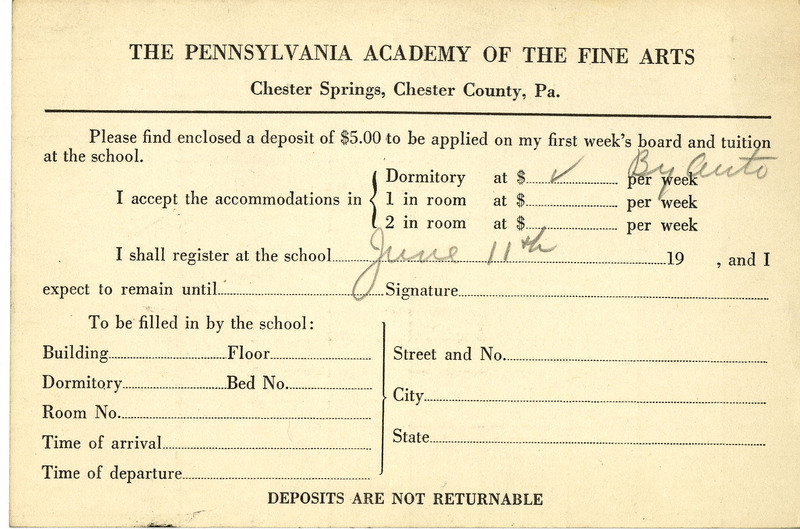 THE PENNSYLVANIA ACADEMY OF THE FINE ARTS
Chester Springs, Chester County, Pa.
Please find enclosed a deposit of $5.00 to be applied on my first week's board and tuition
at the school.
By Auto
I accept the accommodations in
Dormitory at $ ✓ per week
1 in room at $ per week
2 in room at $ per week
I shall register at the school June 11th 19 , and I
expect to remain until Signature
To be filled in by the school:
Building Floor
Dormitory Bed No.
Room No.
Time of arrival
Time of departure
Street and No.
City
State
DEPOSITS ARE NOT RETURNABLE